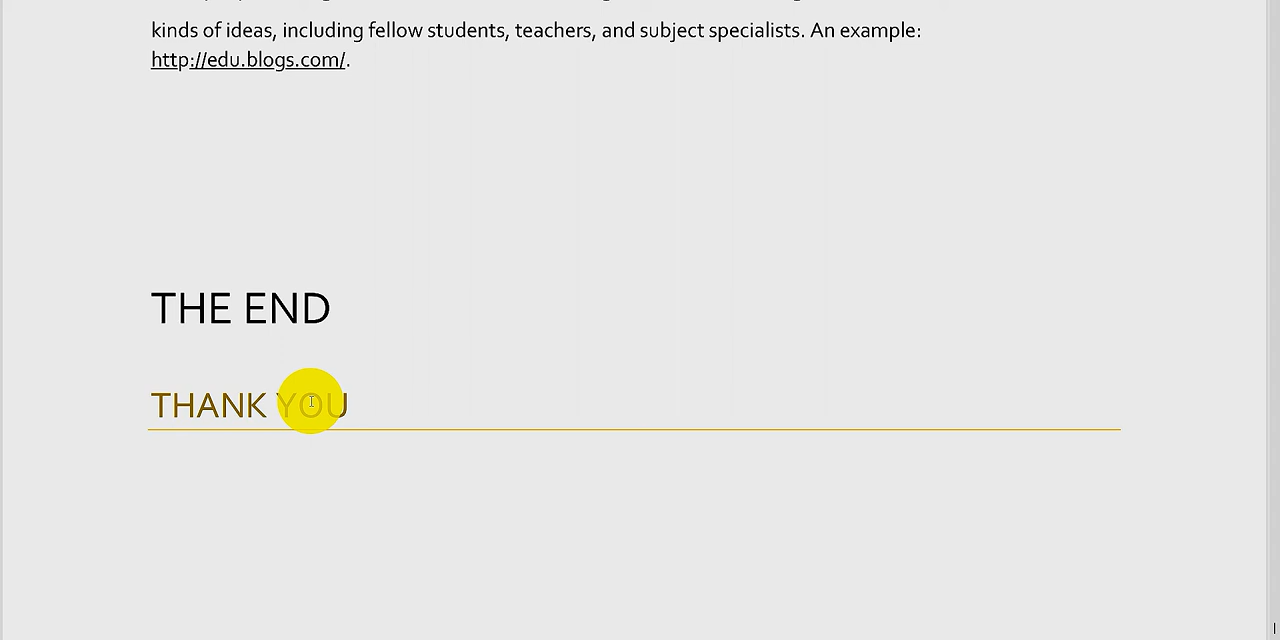 kinds of ideas, including fellow students, teachers, and subject specialists. An example:
http://edu.blogs.com/.
THE END
THANK YOU